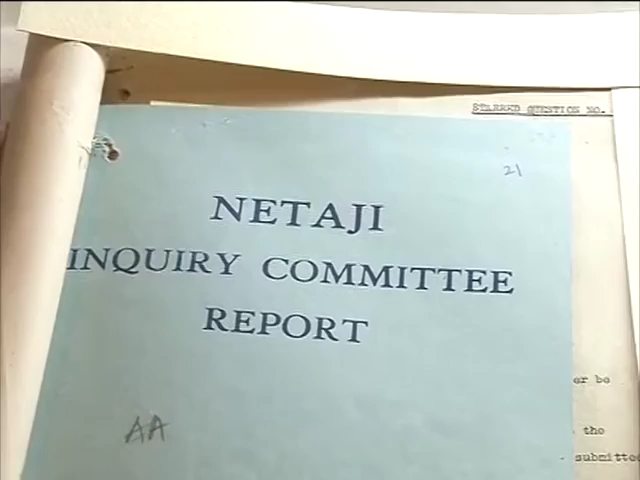 STARRED QUESTION NO.
21
NETAJI
INQUIRY COMMITTEE
REPORT
er be
AA
the
submitte